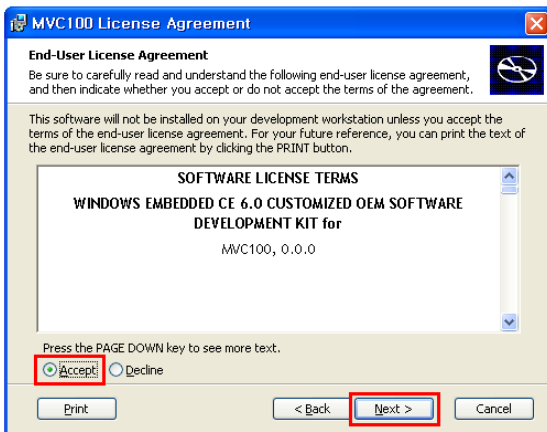 MVC100 License Agreement
End-User License Agreement
Be sure to carefully read and understand the following end-user license agreement,
and then indicate whether you accept or do not accept the terms of the agreement.
This software will not be installed on your development workstation unless you accept the
terms of the end-user license agreement. For your future reference, you can print the text of
the end-user license agreement by clicking the PRINT button.
SOFTWARE LICENSE TERMS
WINDOWS EMBEDDED CE 6.0 CUSTOMIZED OEM SOFTWARE
DEVELOPMENT KIT for
MVC100, 0.0.0
Press the PAGE DOWN key to see more text.
Accept Decline
Print < Back Next > Cancel